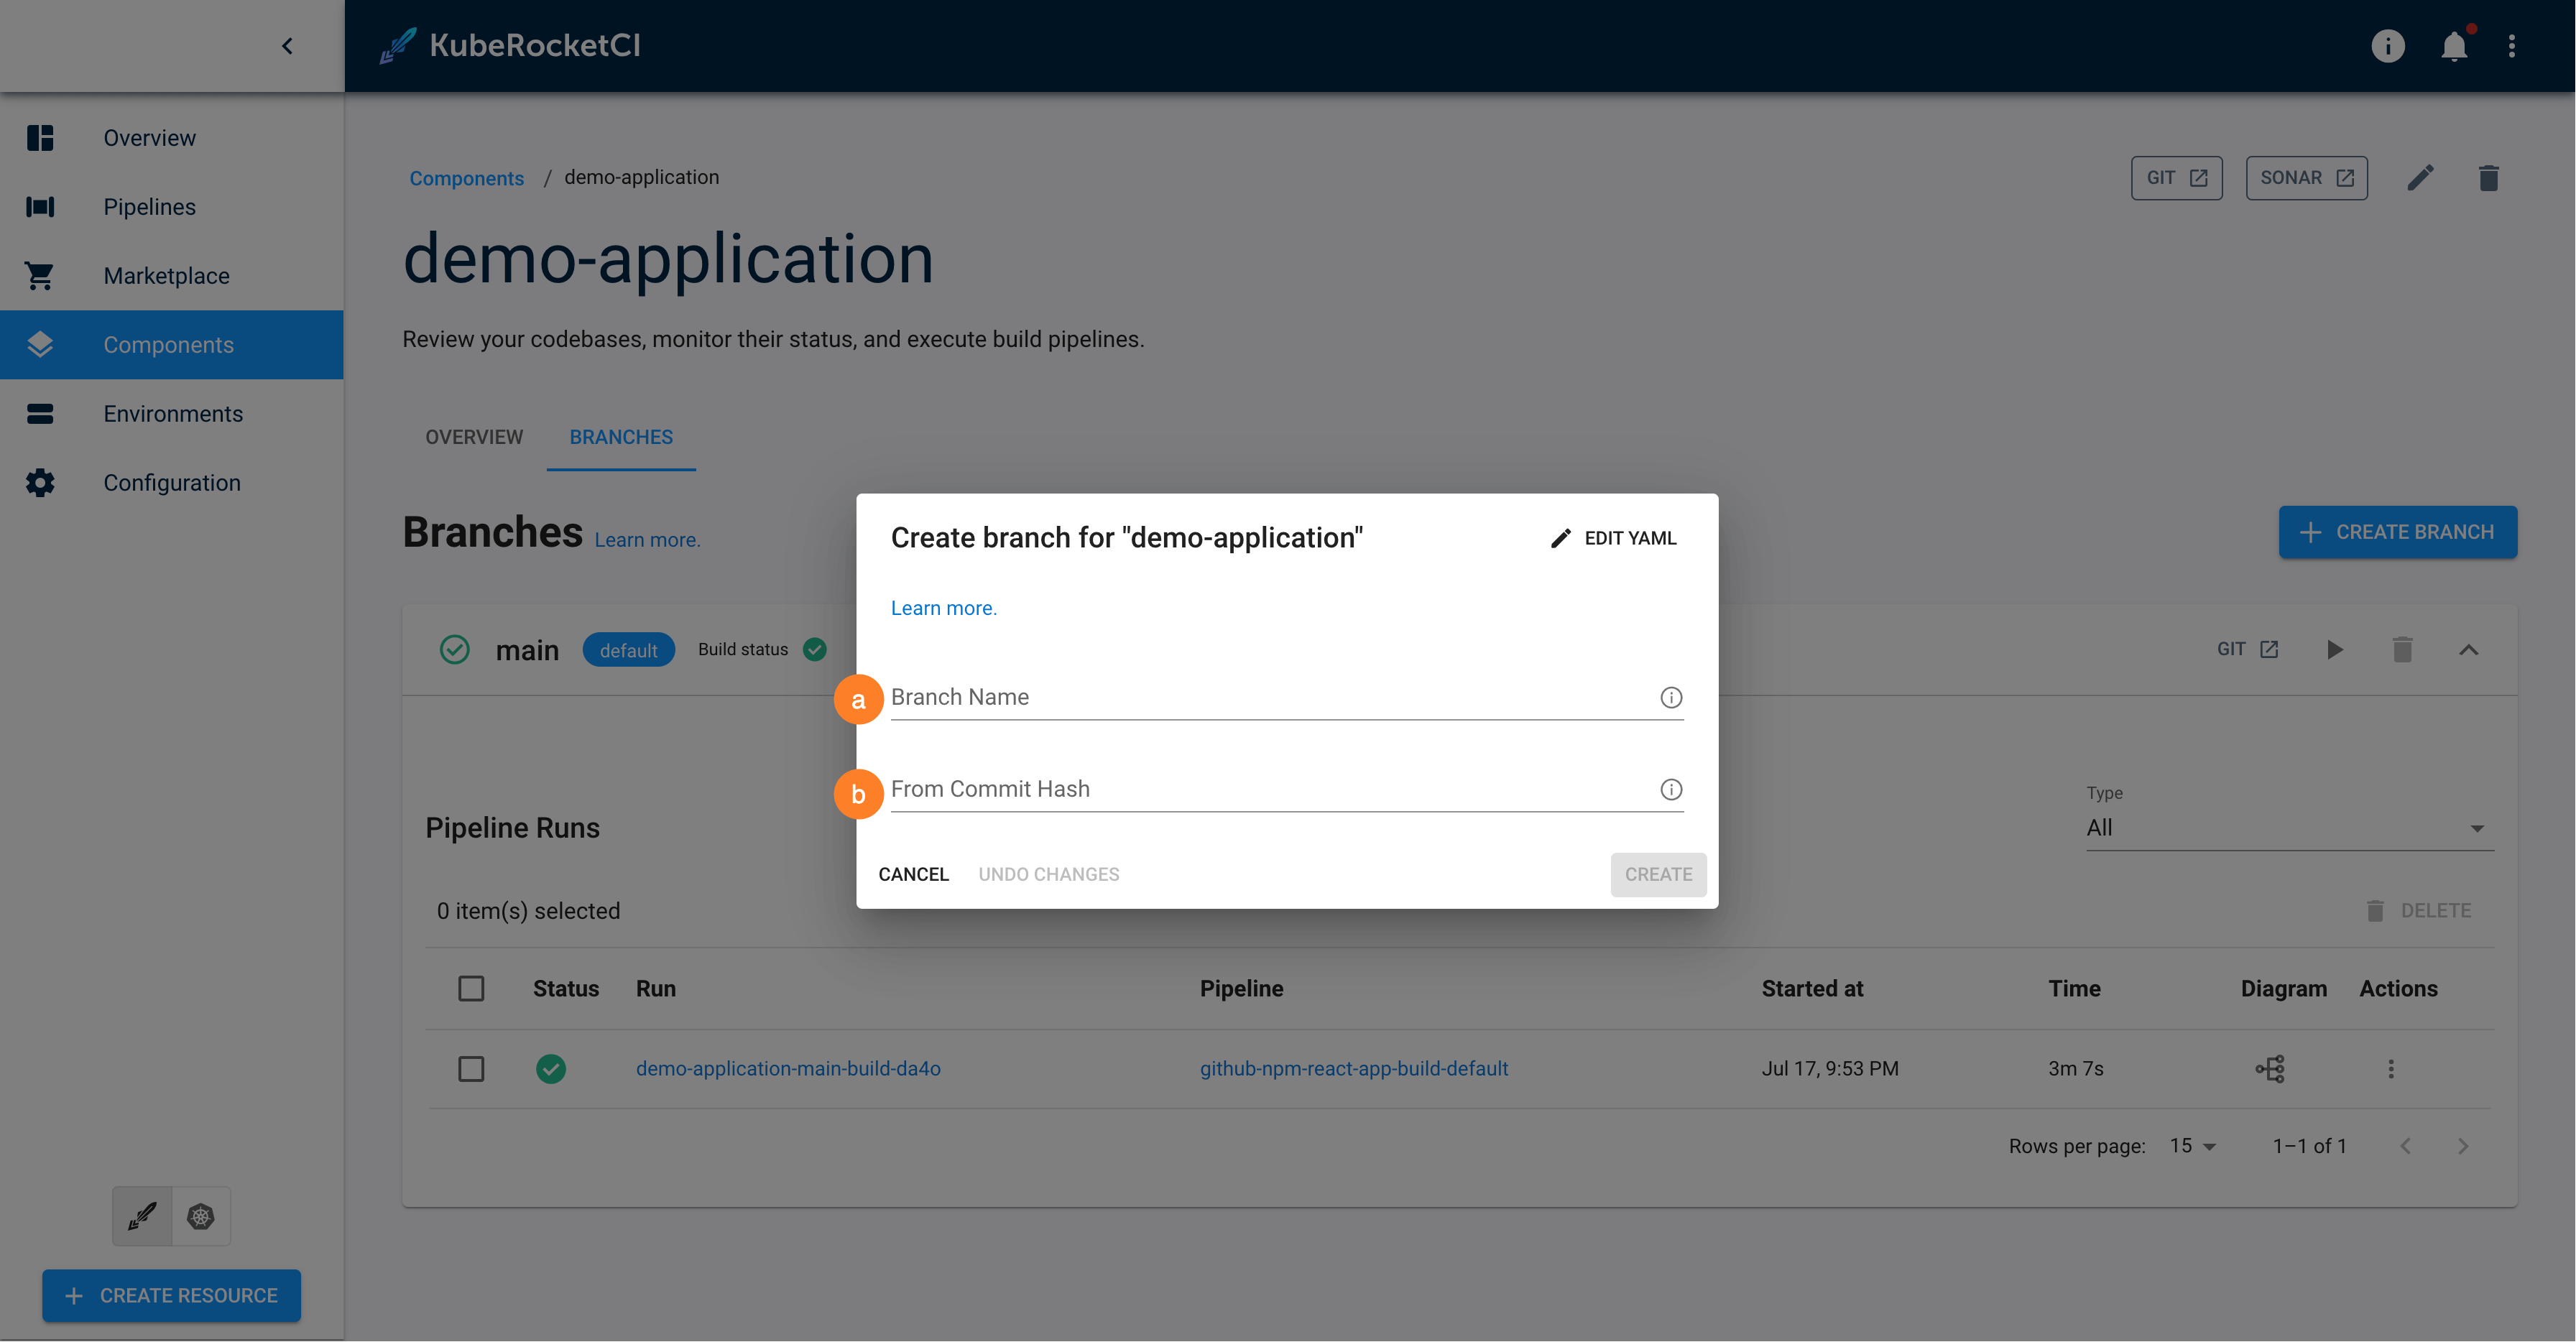 KubeRocketCI
Overview
Pipelines
Marketplace
Components
Environments
Configuration
CREATE RESOURCE
Components / demo-application
GIT
SONAR
demo-application
Review your codebases, monitor their status, and execute build pipelines.
OVERVIEW
BRANCHES
Branches Learn more.
CREATE BRANCH
main default Build status
GIT
Create branch for "demo-application"
EDIT YAML
Learn more.
a Branch Name
b From Commit Hash
CANCEL
UNDO CHANGES
CREATE
Pipeline Runs
Type
All
0 item(s) selected
DELETE
Status Run Pipeline Started at Time Diagram Actions
demo-application-main-build-da4o github-npm-react-app-build-default Jul 17, 9:53 PM 3m 7s
Rows per page: 15 1–1 of 1